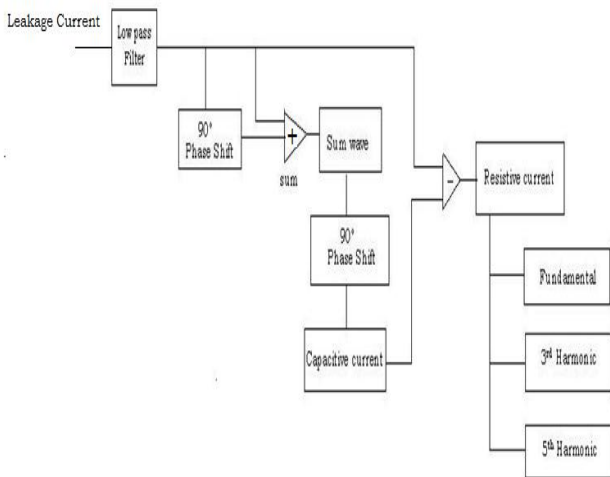 Leakage Current
Low pass
Filter
90°
Phase Shift
+
sum
Sum wave
-
Resistive current
90°
Phase Shift
Fundamental
Capacitive current
3rd Harmonic
5th Harmonic